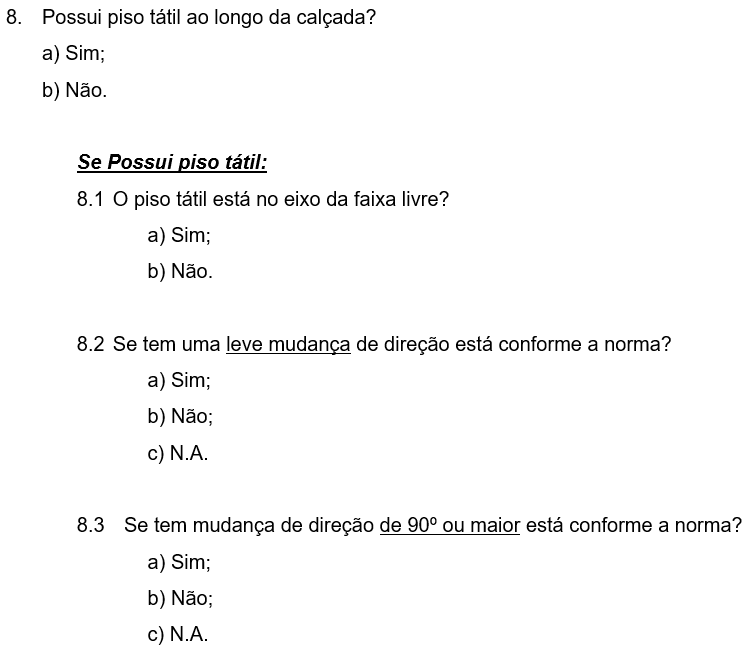 8. Possui piso tátil ao longo da calçada?
a) Sim;
b) Não.
Se Possui piso tátil:
8.1 O piso tátil está no eixo da faixa livre?
a) Sim;
b) Não.
8.2 Se tem uma leve mudança de direção está conforme a norma?
a) Sim;
b) Não;
c) N.A.
8.3 Se tem mudança de direção de 90º ou maior está conforme a norma?
a) Sim;
b) Não;
c) N.A.